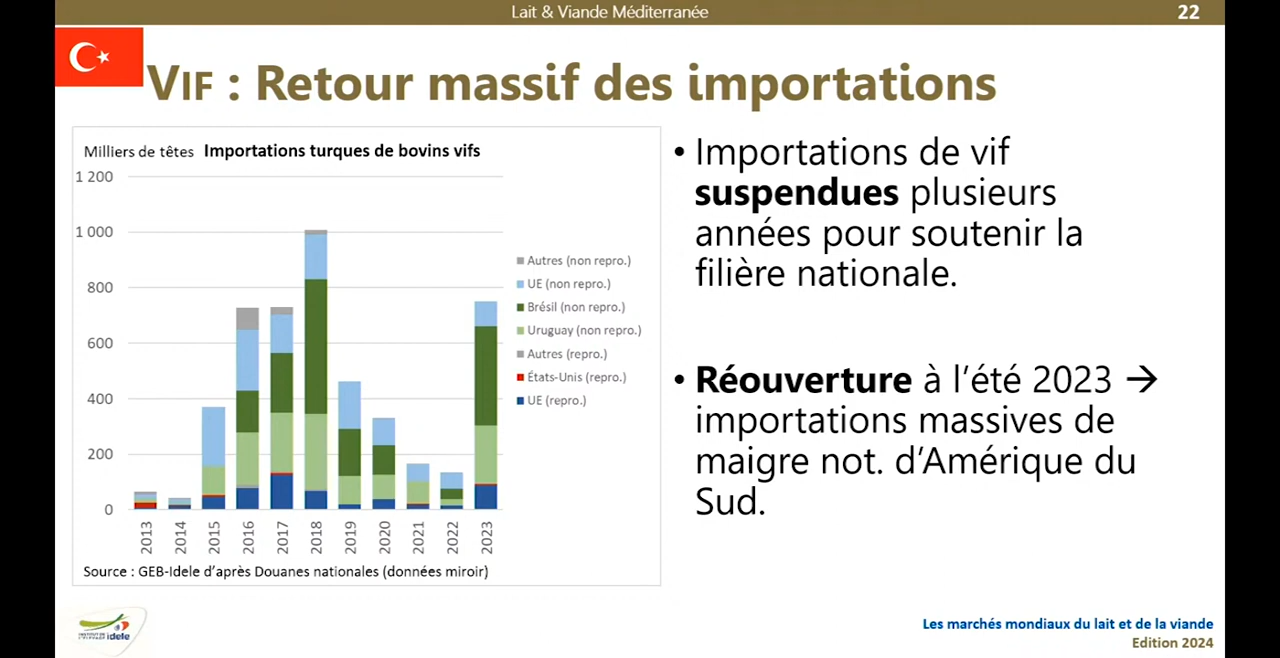 Lait & Viande Méditerranée
22
VIF : Retour massif des importations
Milliers de têtes Importations turques de bovins vifs
1 200
1 000
800
600
400
200
0
2013 2014 2015 2016 2017 2018 2019 2020 2021 2022 2023
Autres (non repro.)
UE (non repro.)
Brésil (non repro.)
Uruguay (non repro.)
Autres (repro.)
États-Unis (repro.)
UE (repro.)
Source : GEB-Idele d’après Douanes nationales (données miroir)
• Importations de vif
suspendues plusieurs
années pour soutenir la
filière nationale.
• Réouverture à l’été 2023 →
importations massives de
maigre not. d’Amérique du
Sud.
idele
Les marchés mondiaux du lait et de la viande
Edition 2024